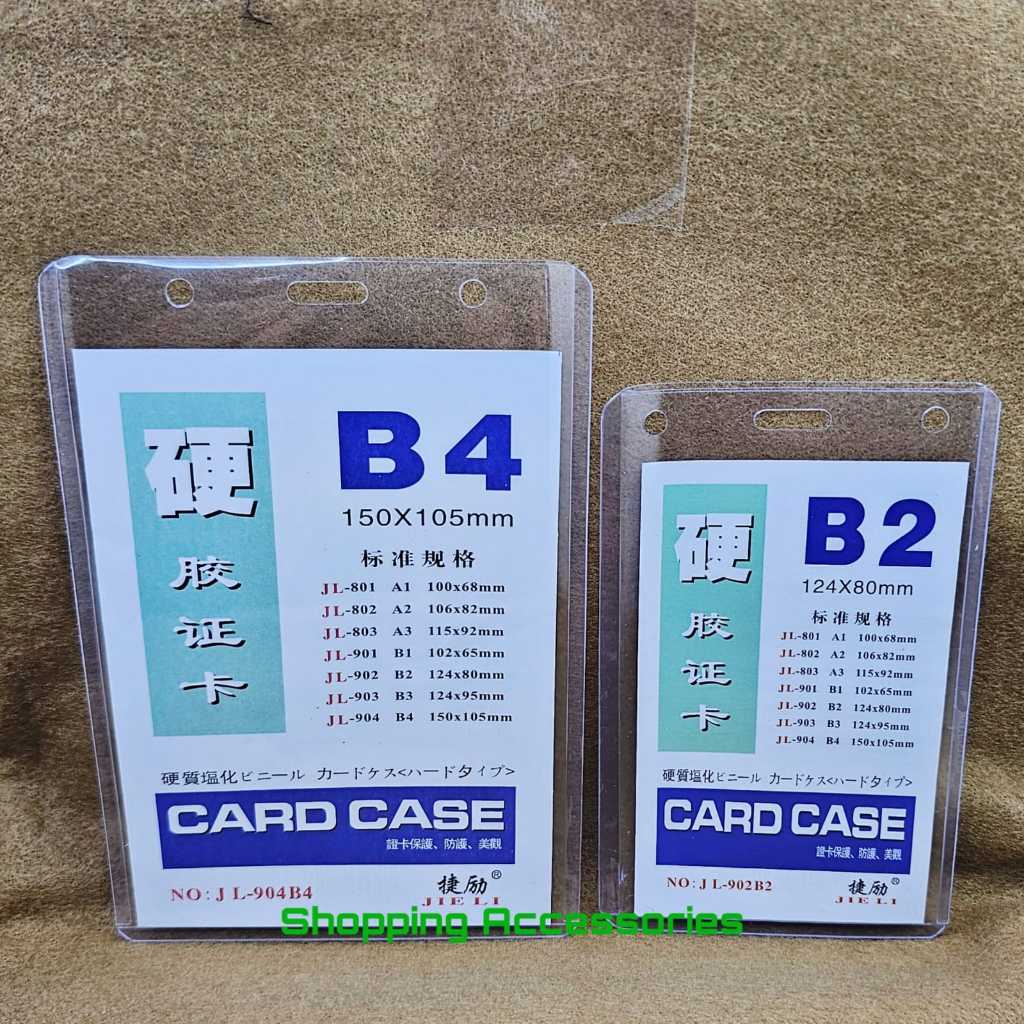 硬
胶
证
卡
B4
150X105mm
标准规格
JL-801 A1 100x68mm
JL-802 A2 106x82mm
JL-803 A3 115x92mm
JL-901 B1 102x65mm
JL-902 B2 124x80mm
JL-903 B3 124x95mm
JL-904 B4 150x105mm
硬質塩化ビニール カードケス<ハードタイプ>
CARD CASE
證卡保護、防護、美觀
NO: JL-904B4
捷励®
JIE LI
硬
胶
证
卡
B2
124X80mm
标准规格
JL-801 A1 100x68mm
JL-802 A2 106x82mm
JL-803 A3 115x92mm
JL-901 B1 102x65mm
JL-902 B2 124x80mm
JL-903 B3 124x95mm
JL-904 B4 150x105mm
硬質塩化ビニール カードケス<ハードタイプ>
CARD CASE
證卡保護、防護、美觀
NO: JL-902B2
捷励®
JIE LI
Shopping Accessories